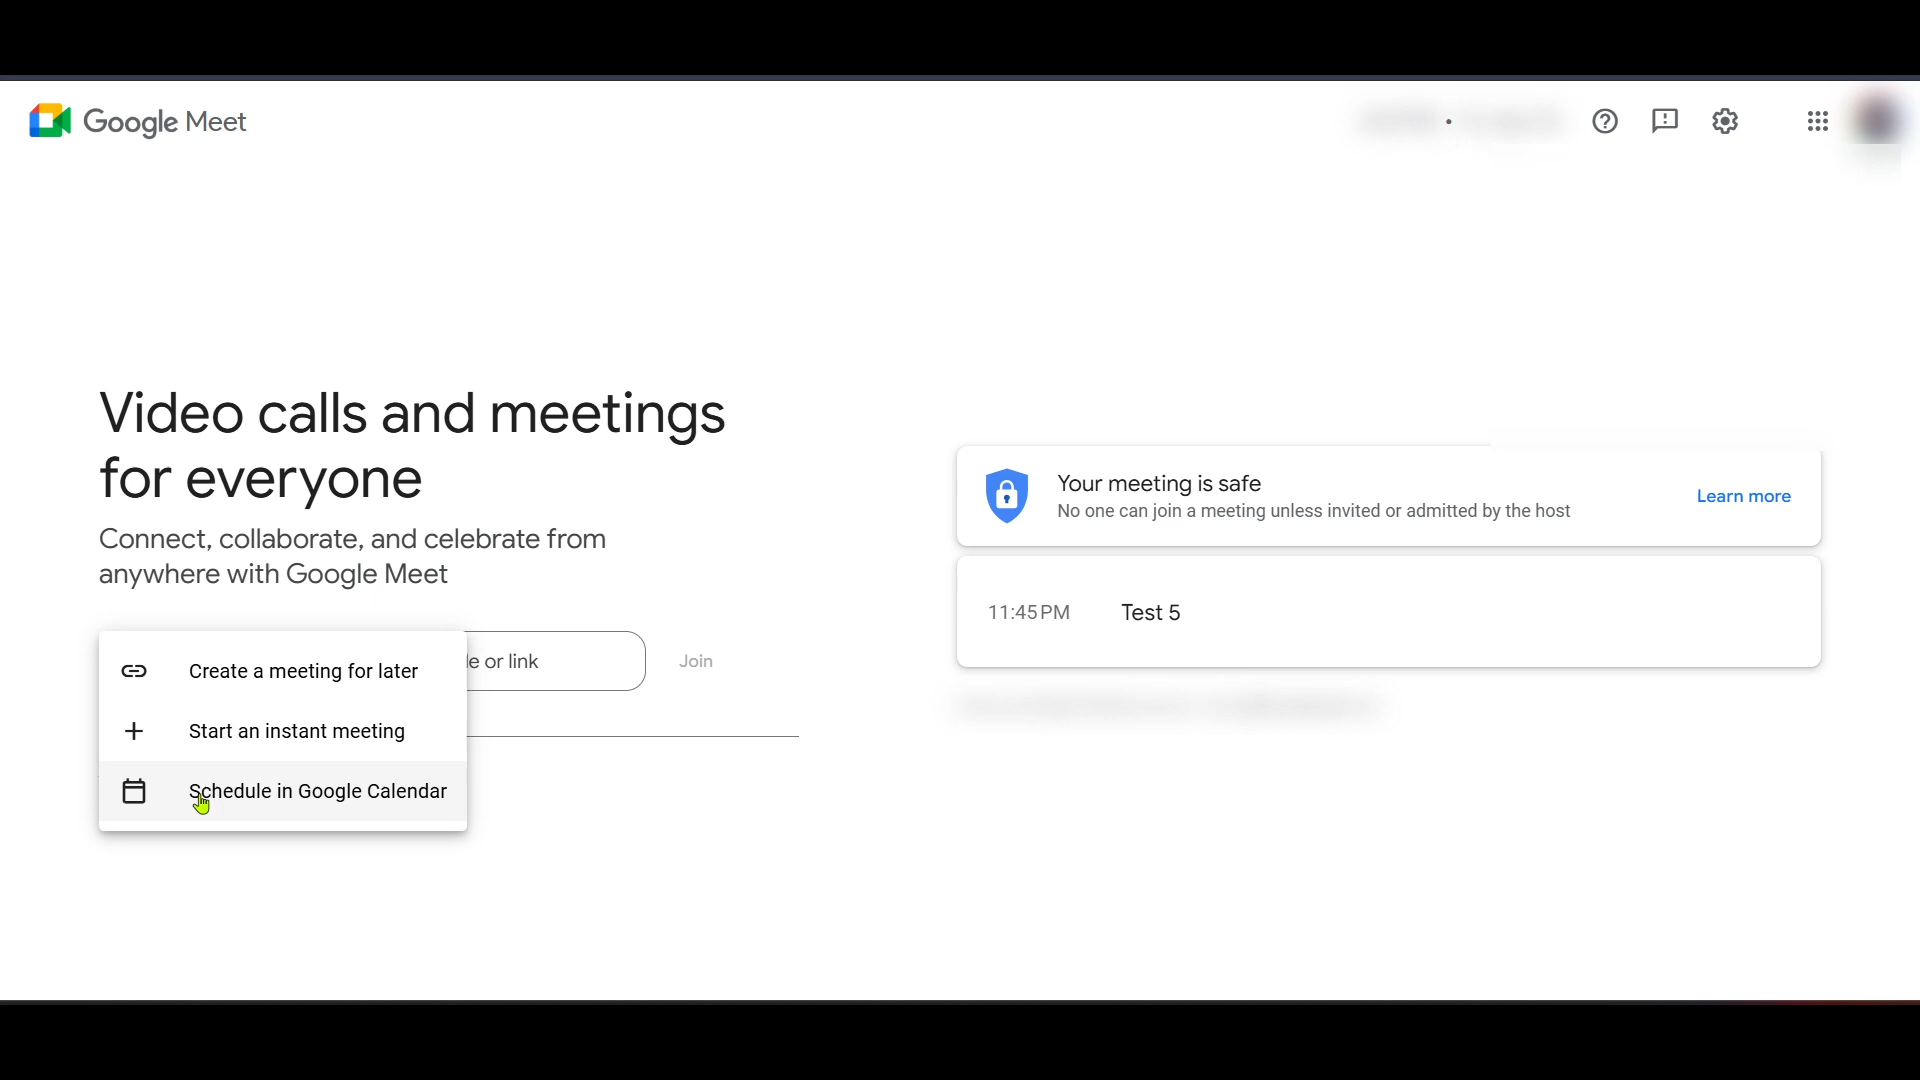 Google Meet
Video calls and meetings
for everyone
Connect, collaborate, and celebrate from
anywhere with Google Meet
or link
Join
Create a meeting for later
Start an instant meeting
Schedule in Google Calendar
Your meeting is safe
No one can join a meeting unless invited or admitted by the host
Learn more
11:45 PM Test 5